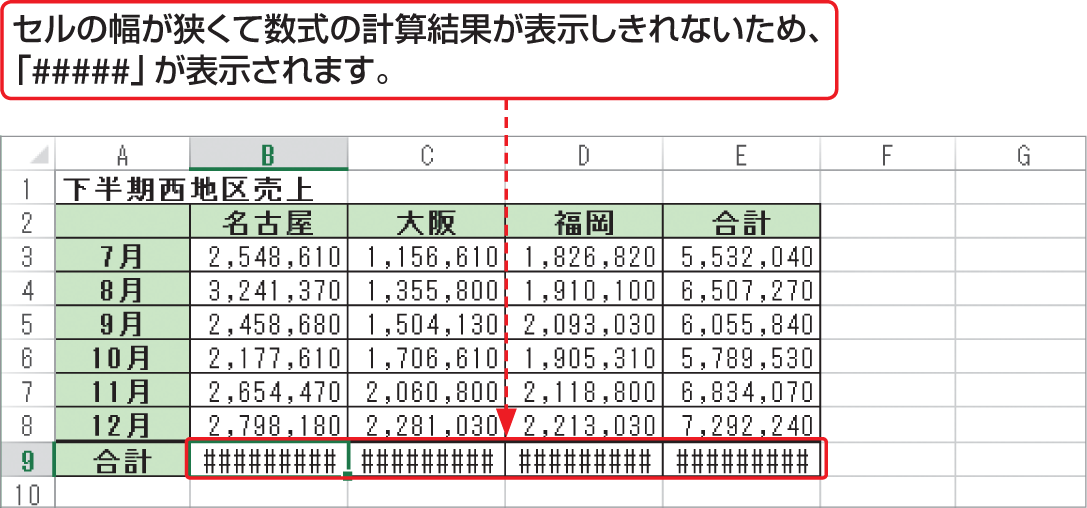 セルの幅が狭くて数式の計算結果が表示しきれないため、
「#####」が表示されます。
A B C D E F G
1 下半期西地区売上
2 名古屋 大阪 福岡 合計
3 7月 2,548,610 1,156,610 1,826,820 5,532,040
4 8月 3,241,370 1,355,800 1,910,100 6,507,270
5 9月 2,458,680 1,504,130 2,093,030 6,055,840
6 10月 2,177,610 1,706,610 1,905,310 5,789,530
7 11月 2,654,470 2,060,800 2,118,800 6,834,070
8 12月 2,798,180 2,281,030 2,213,030 7,292,240
9 合計 ######### ######### ######### #########
10